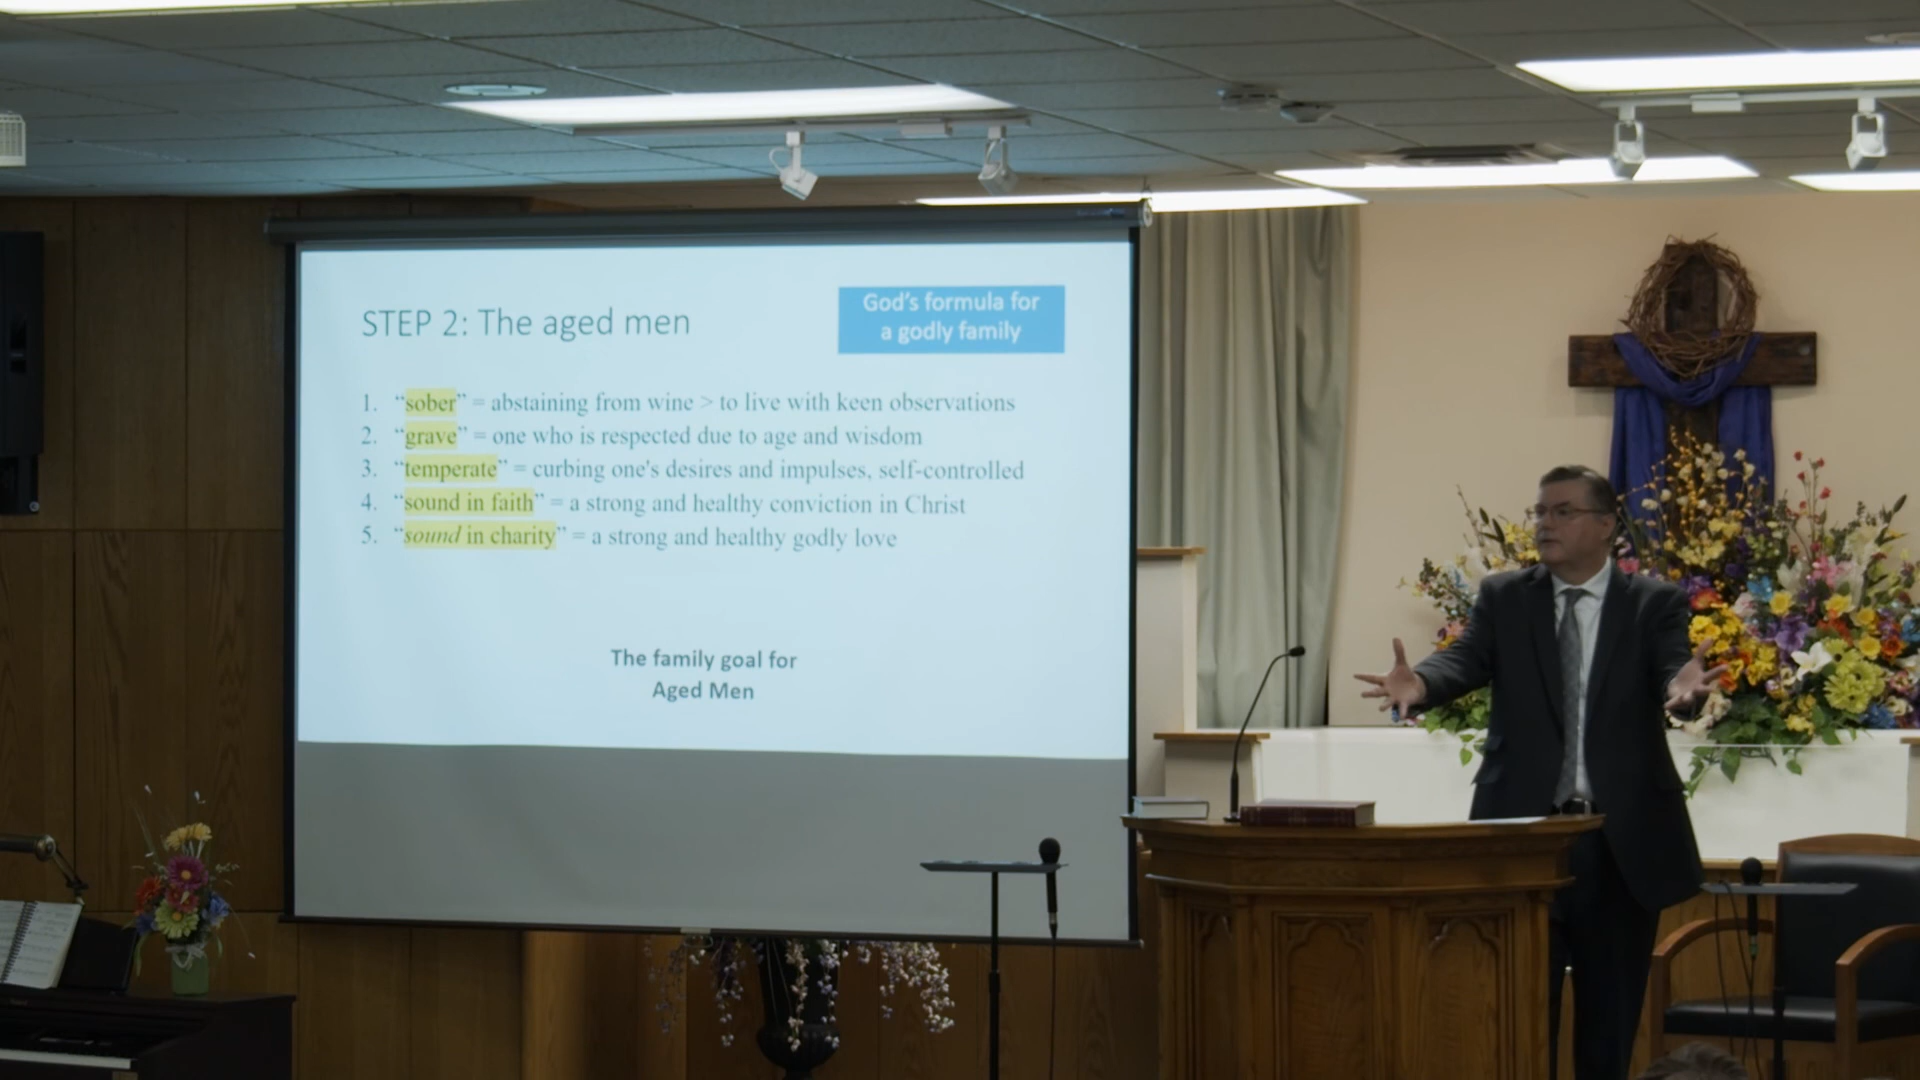 STEP 2: The aged men
God's formula for
a godly family
1. "sober" = abstaining from wine > to live with keen observations
2. "grave" = one who is respected due to age and wisdom
3. "temperate" = curbing one's desires and impulses, self-controlled
4. "sound in faith" = a strong and healthy conviction in Christ
5. "sound in charity" = a strong and healthy godly love
The family goal for
Aged Men